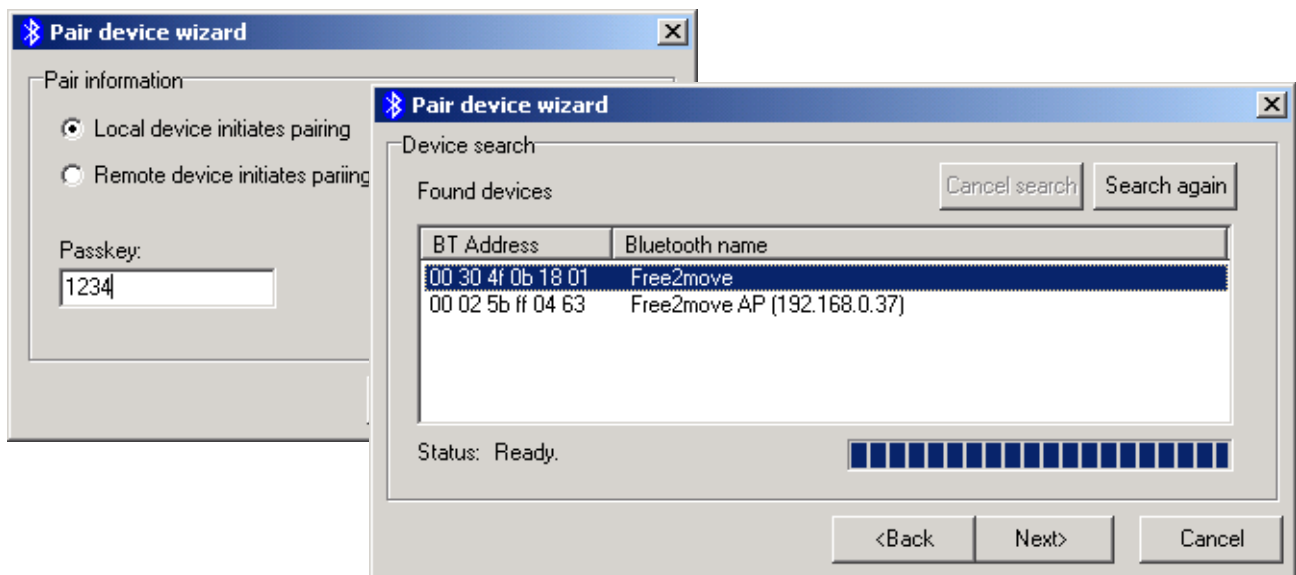 Pair device wizard
Pair information
Local device initiates pairing
Remote device initiates pariing
Passkey:
1234
Pair device wizard
Device search
Found devices
Cancel search
Search again
BT Address Bluetooth name
00 30 4f 0b 18 01 Free2move
00 02 5b ff 04 63 Free2move AP (192.168.0.37)
Status: Ready.
<Back Next> Cancel